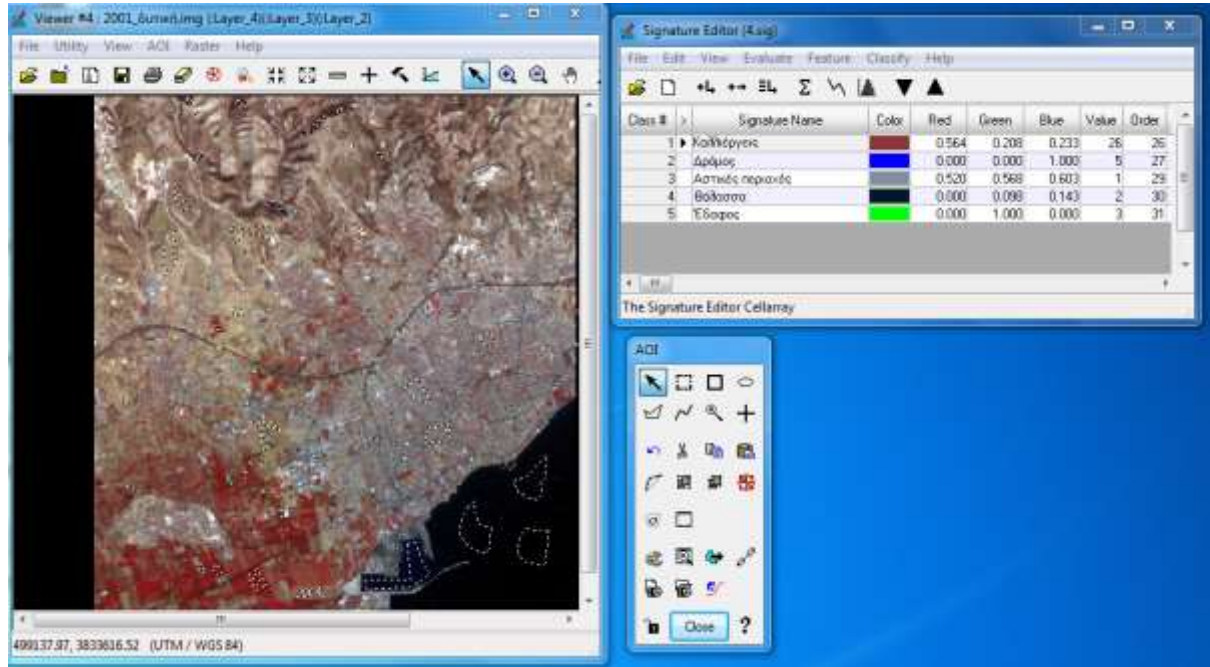 Viewer #4 : 2001_δυτική.img (:Layer_4)(:Layer_3)(:Layer_2)
File Utility View AOI Raster Help
499137.97, 3833616.52 (UTM / WGS 84)
Signature Editor (4.sig)
File Edit View Evaluate Feature Classify Help
Class # > Signature Name Color Red Green Blue Value Order
1 Καλλιέργειες 0.564 0.208 0.233 26 26
2 Δρόμος 0.000 0.000 1.000 5 27
3 Αστικές περιοχές 0.520 0.568 0.603 1 29
4 Θάλασσα 0.000 0.098 0.143 2 30
5 Έδαφος 0.000 1.000 0.000 3 31
The Signature Editor Cellarray
AOI
Close ?